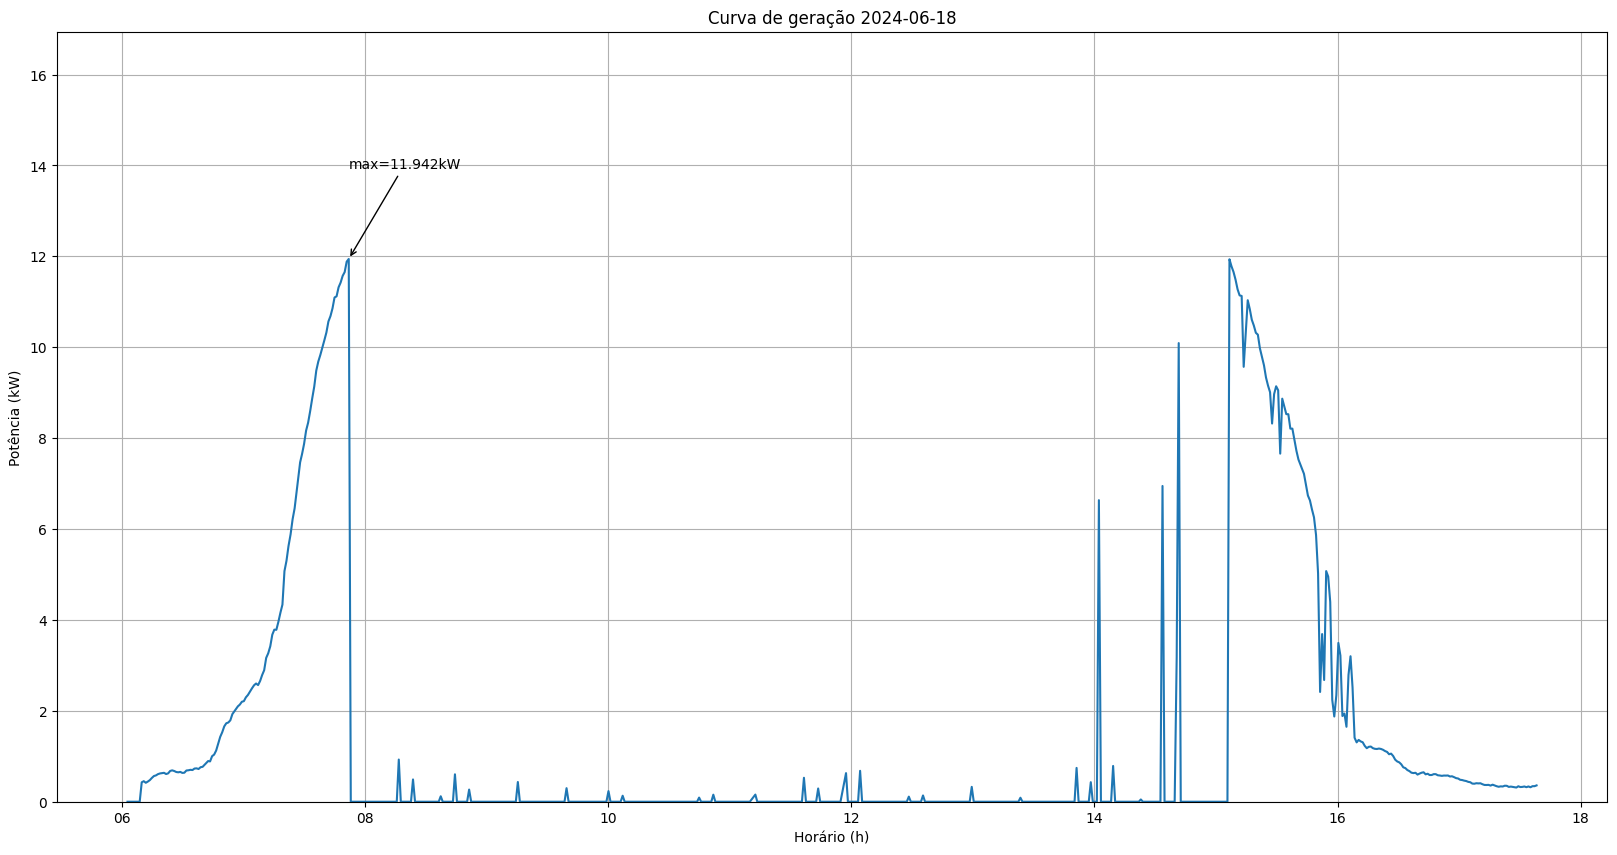 Curva de geração 2024-06-18
16
14
12
10
8
6
4
2
0
Potência (kW)
max=11.942kW
06 08 10 12 14 16 18
Horário (h)